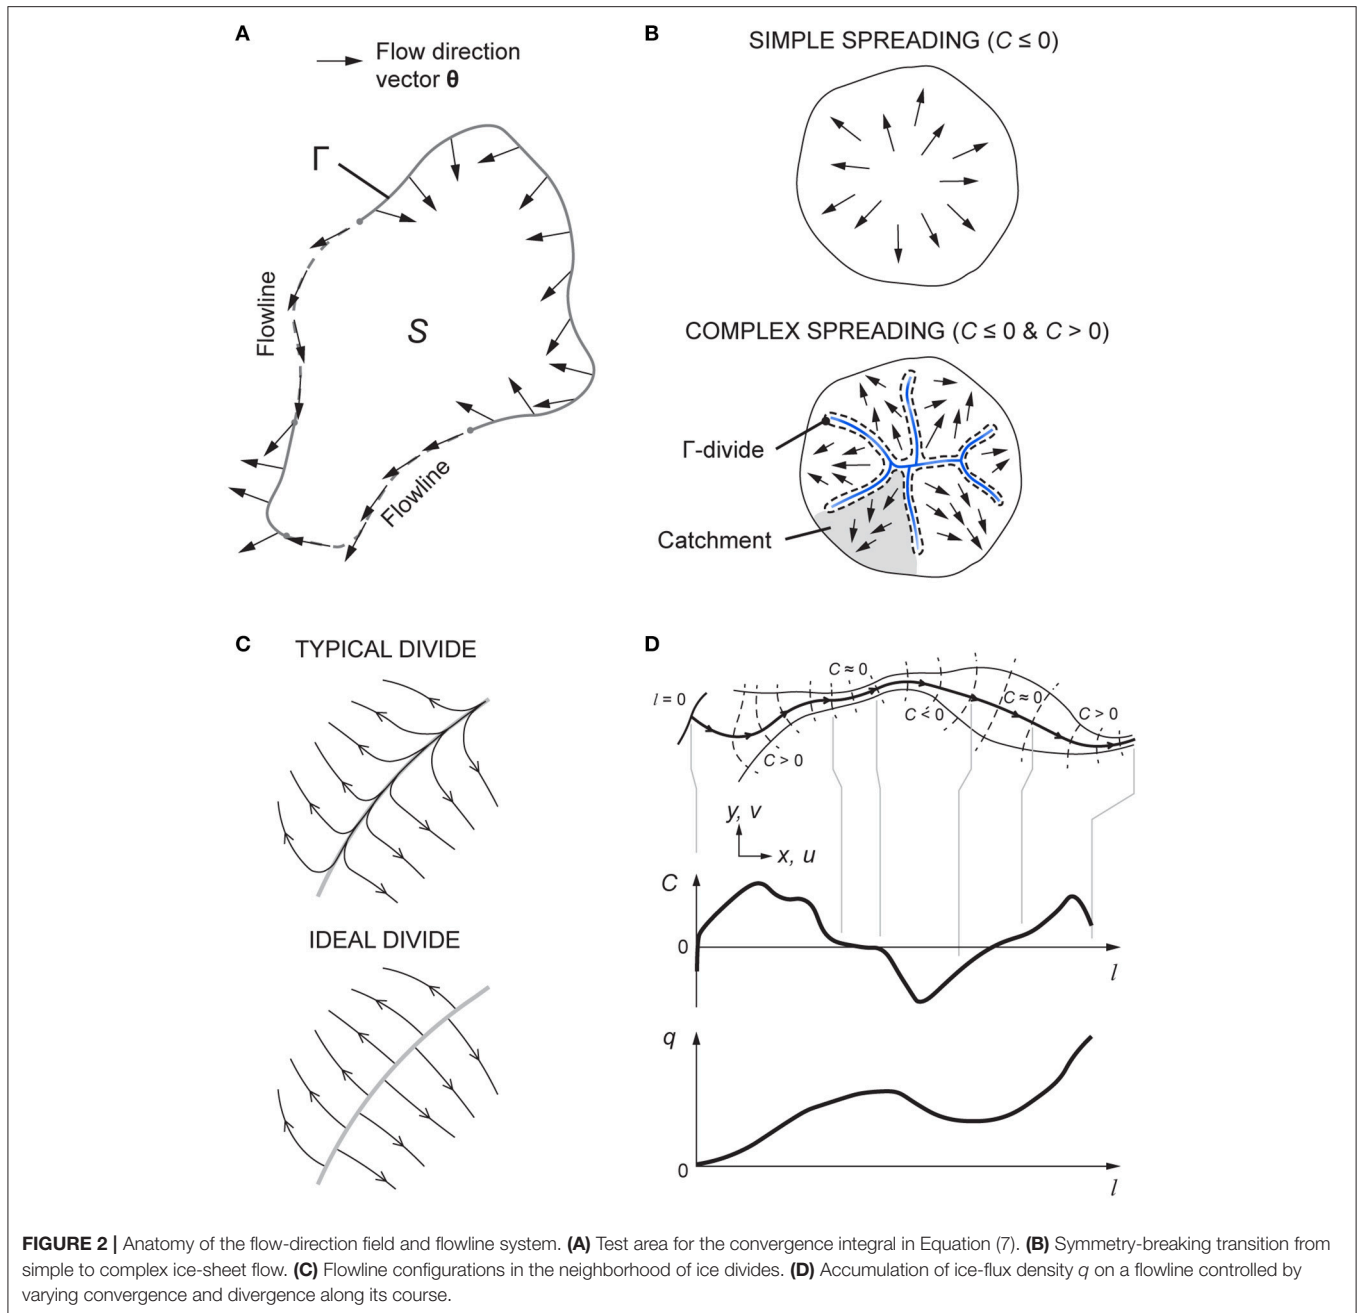 A
Flow direction
vector θ
Γ
Flowline
S
Flowline
B
SIMPLE SPREADING (C ≤ 0)
COMPLEX SPREADING (C ≤ 0 & C > 0)
Γ-divide
Catchment
C
TYPICAL DIVIDE
IDEAL DIVIDE
D
l = 0
C ≈ 0
C > 0
C < 0
C ≈ 0
C > 0
y, v
x, u
C
0
l
q
0
l
FIGURE 2 | Anatomy of the flow-direction field and flowline system. (A) Test area for the convergence integral in Equation (7). (B) Symmetry-breaking transition from
simple to complex ice-sheet flow. (C) Flowline configurations in the neighborhood of ice divides. (D) Accumulation of ice-flux density q on a flowline controlled by
varying convergence and divergence along its course.